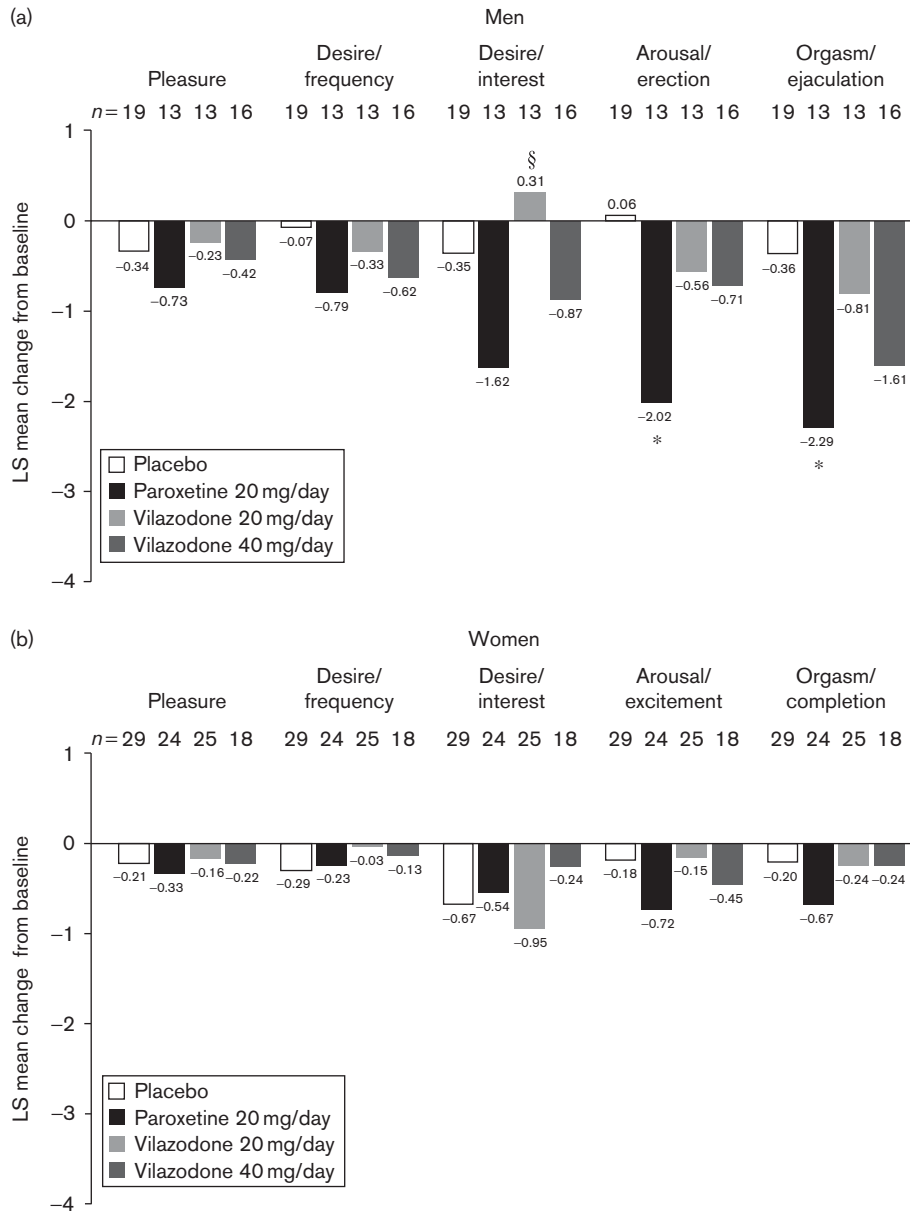 (a)
Men
Pleasure
Desire/
frequency
Desire/
interest
Arousal/
erection
Orgasm/
ejaculation
n= 19 13 13 16 19 13 13 16 19 13 13 16 19 13 13 16 19 13 13 16
LS mean change from baseline
1
0
−1
−2
−3
−4
−0.34
−0.73
−0.23
−0.42
−0.07
−0.79
−0.33
−0.62
−0.35
−1.62
§
0.31
−0.87
0.06
−2.02
*
−0.56
−0.71
−0.36
−2.29
*
−0.81
−1.61
Placebo
Paroxetine 20 mg/day
Vilazodone 20 mg/day
Vilazodone 40 mg/day
(b)
Women
Pleasure
Desire/
frequency
Desire/
interest
Arousal/
excitement
Orgasm/
completion
n= 29 24 25 18 29 24 25 18 29 24 25 18 29 24 25 18 29 24 25 18
LS mean change from baseline
1
0
−1
−2
−3
−4
−0.21
−0.33
−0.16
−0.22
−0.29
−0.23
−0.03
−0.13
−0.67
−0.54
−0.95
−0.24
−0.18
−0.72
−0.15
−0.45
−0.20
−0.67
−0.24
−0.24
Placebo
Paroxetine 20 mg/day
Vilazodone 20 mg/day
Vilazodone 40 mg/day